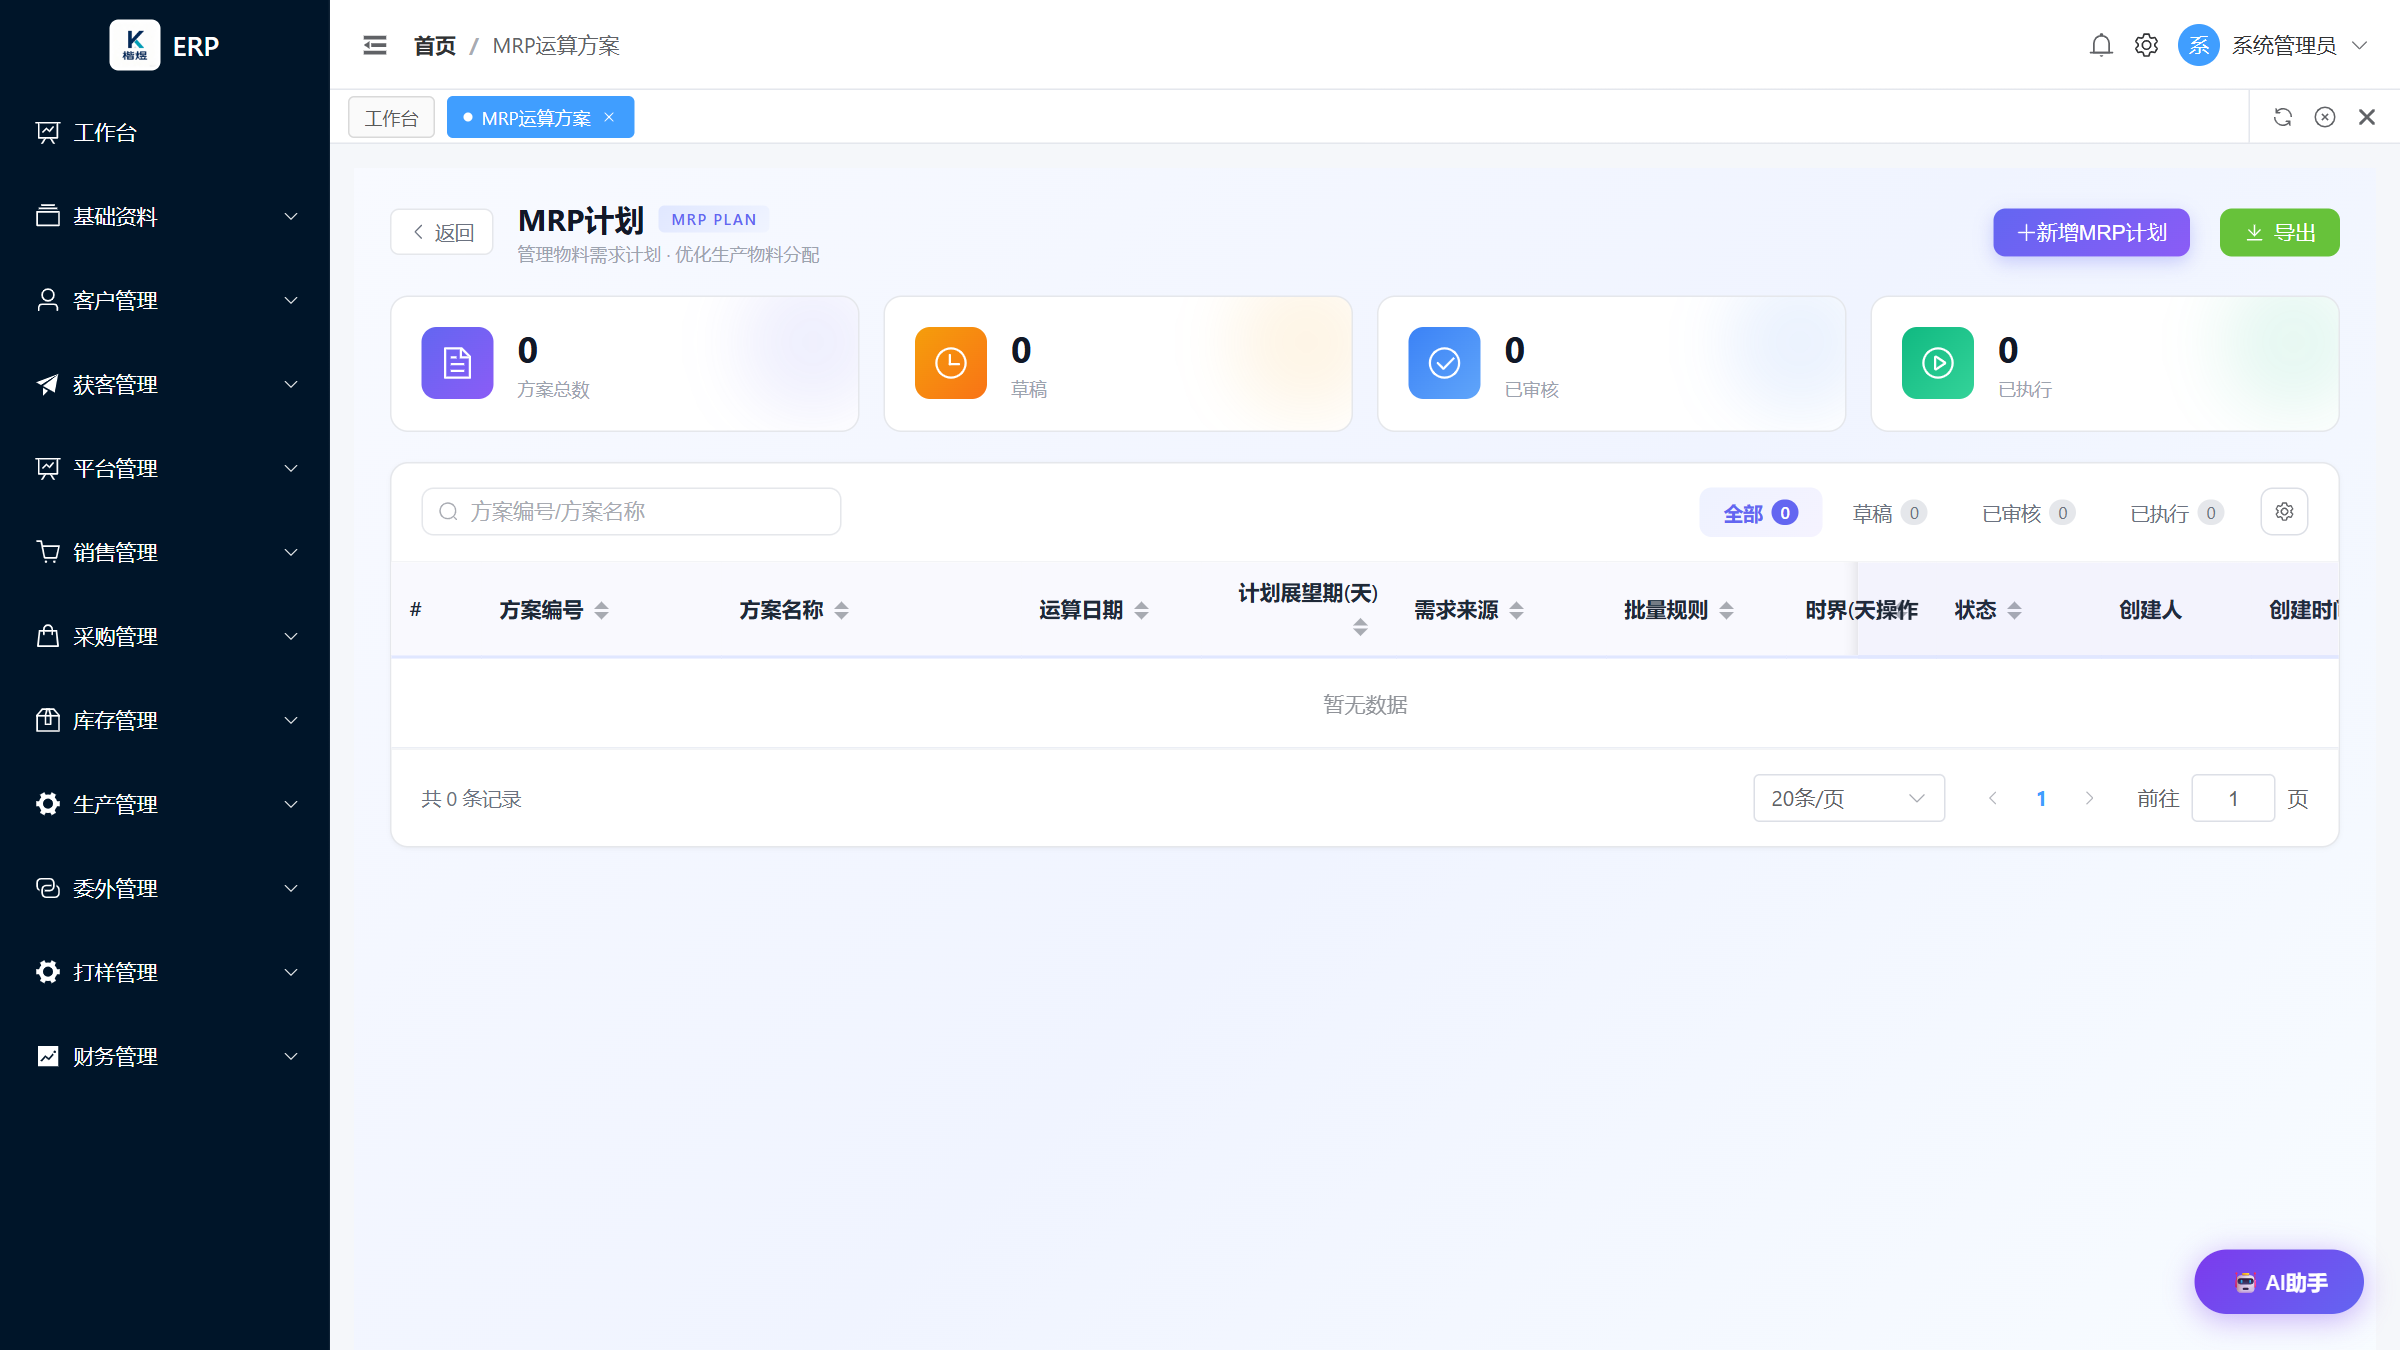 K
楷煜
ERP
工作台
基础资料
客户管理
获客管理
平台管理
销售管理
采购管理
库存管理
生产管理
委外管理
打样管理
财务管理
首页 / MRP运算方案
系 系统管理员
工作台
MRP运算方案
返回
MRP计划 MRP PLAN
管理物料需求计划 · 优化生产物料分配
+新增MRP计划
导出
0
方案总数
0
草稿
0
已审核
0
已执行
方案编号/方案名称
全部 0 草稿 0 已审核 0 已执行 0
# 方案编号 方案名称 运算日期 计划展望期(天) 需求来源 批量规则 时界(天 操作 状态 创建人 创建时间
暂无数据
共 0 条记录
20条/页 1 前往 1 页
AI助手